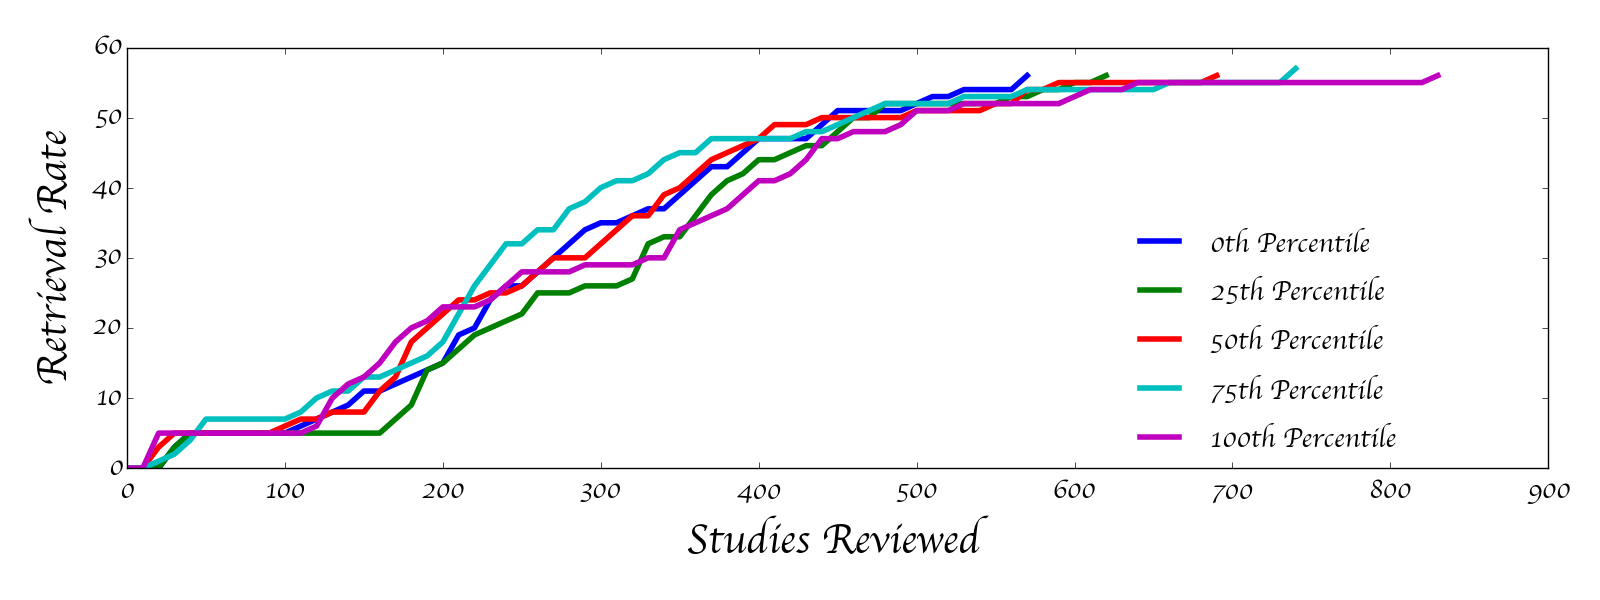 60
50
40
30
20
10
0
Retrieval Rate
0 100 200 300 400 500 600 700 800 900
Studies Reviewed
0th Percentile
25th Percentile
50th Percentile
75th Percentile
100th Percentile